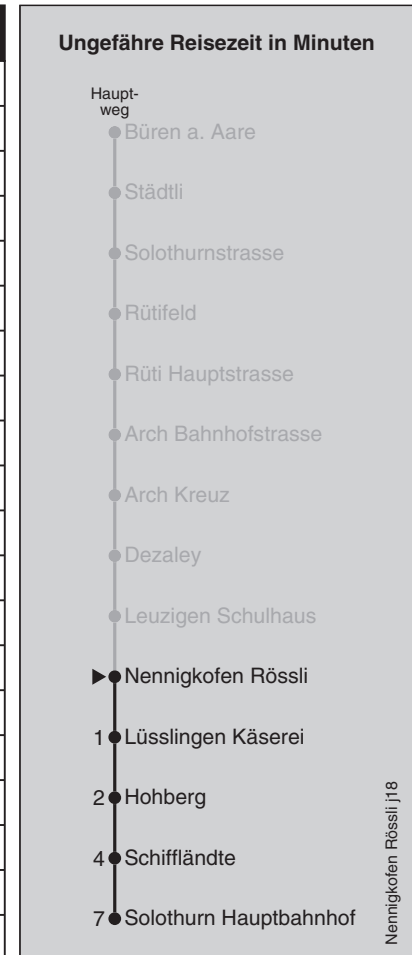 Ungefähre Reisezeit in Minuten
Haupt-
weg
Büren a. Aare
Städtli
Solothurnstrasse
Rütifeld
Rüti Hauptstrasse
Arch Bahnhofstrasse
Arch Kreuz
Dezaley
Leuzigen Schulhaus
Nennigkofen Rössli
1 Lüsslingen Käserei
2 Hohberg
4 Schiffländte
7 Solothurn Hauptbahnhof
Nennigkofen Rössli j18